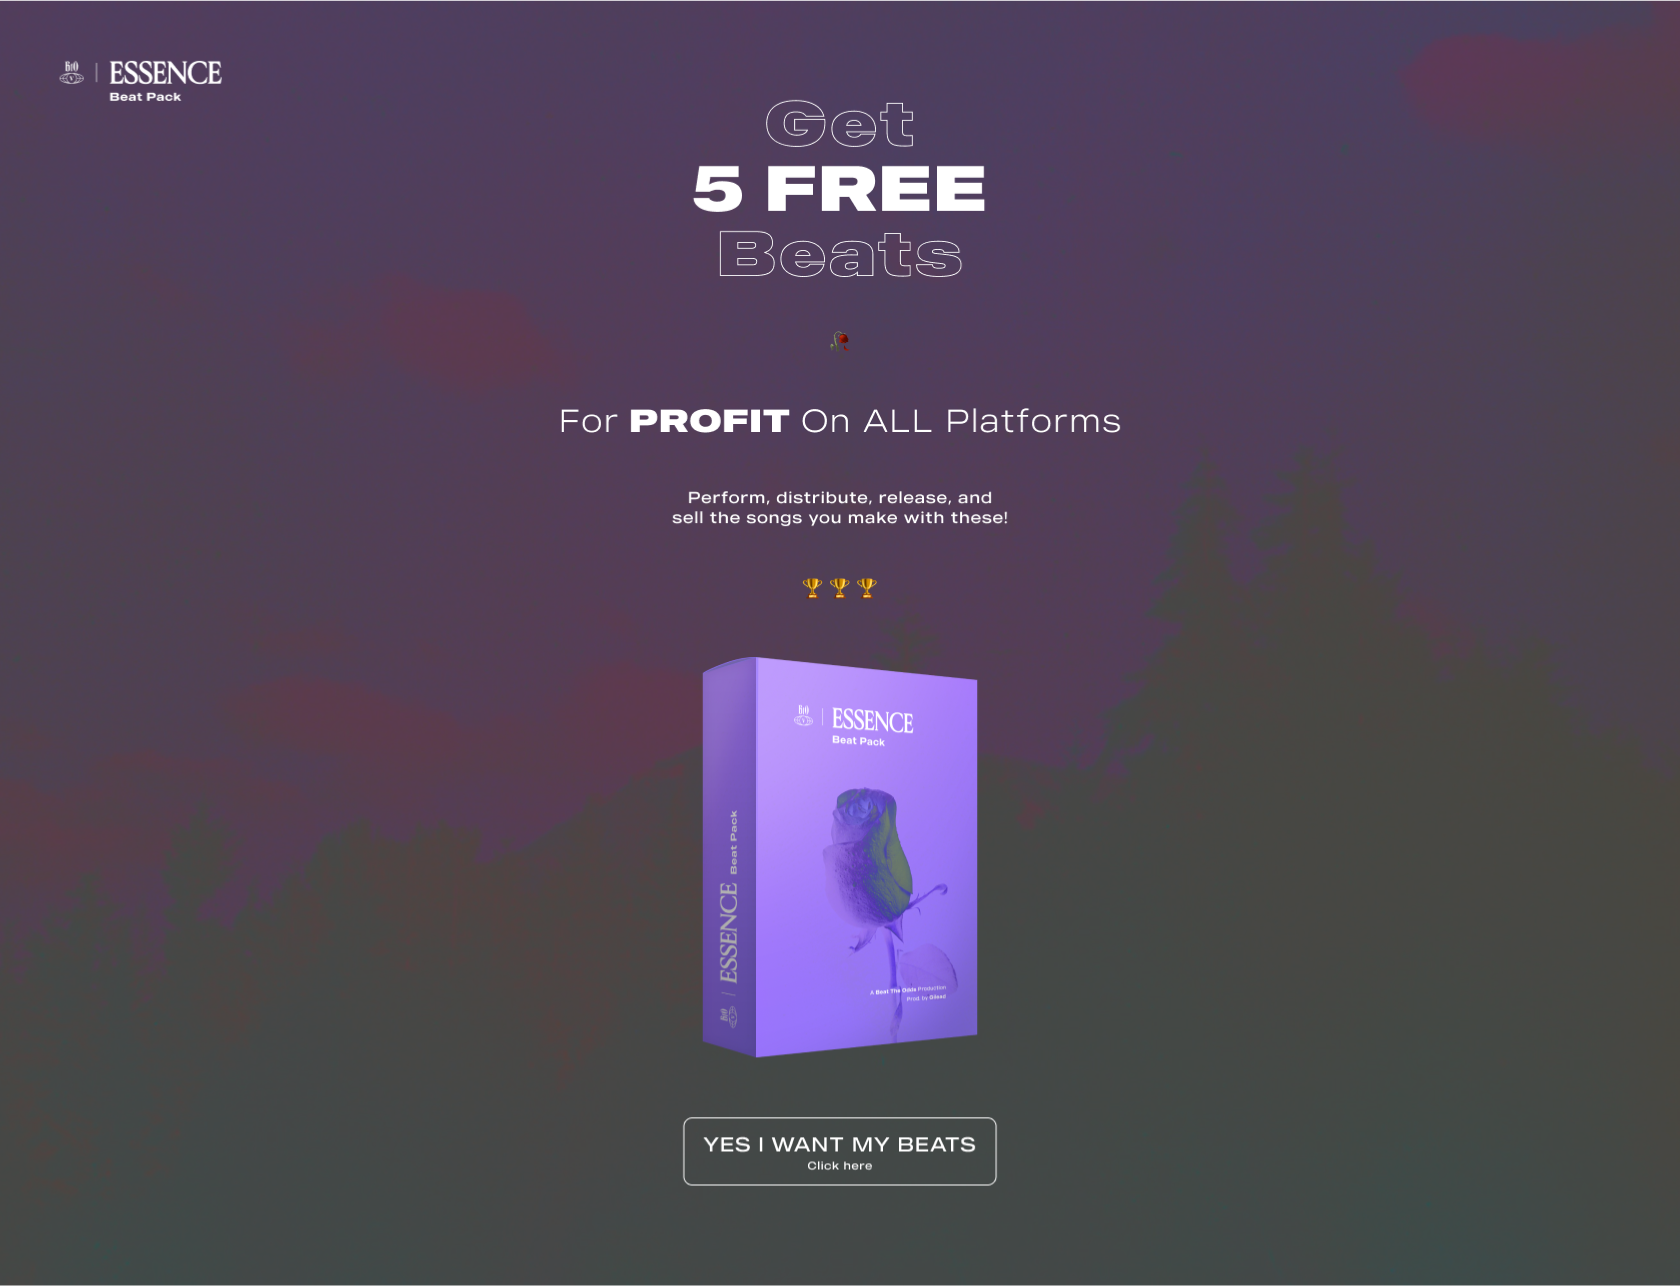 ESSENCE
Beat Pack
Get
5 FREE
Beats
For PROFIT On ALL Platforms
Perform, distribute, release, and
sell the songs you make with these!
ESSENCE
Beat Pack
ESSENCE Beat Pack
A Beat The Odds Production
Prod. by Gilead
YES I WANT MY BEATS
Click here